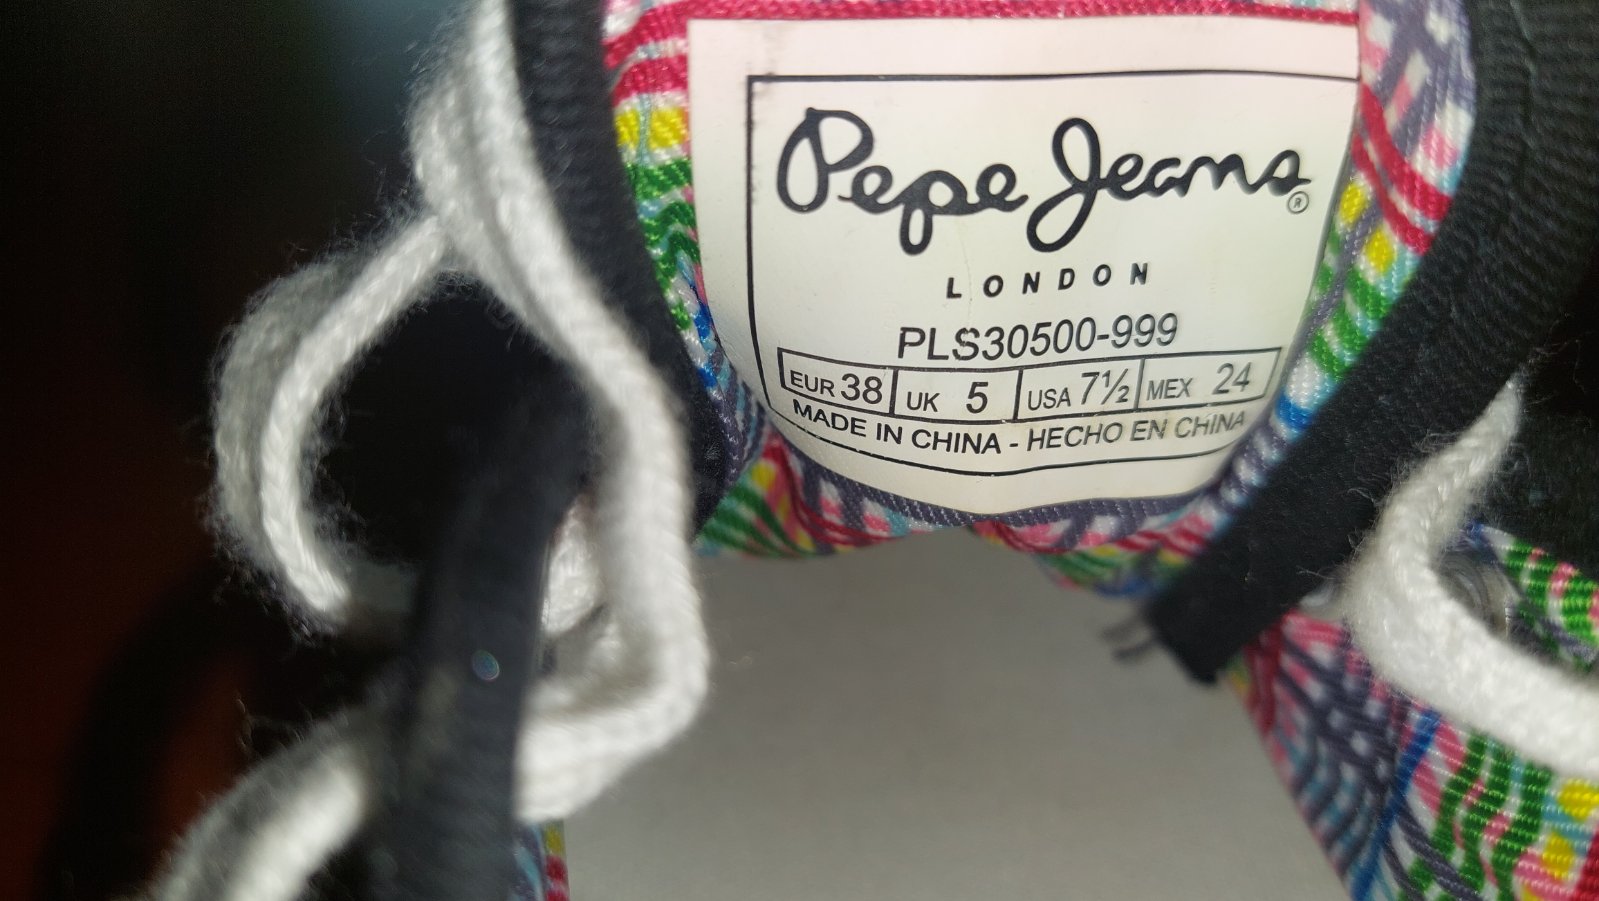 Pepe Jeans®
LONDON
PLS30500-999
EUR 38 UK 5 USA 7½ MEX 24
MADE IN CHINA - HECHO EN CHINA